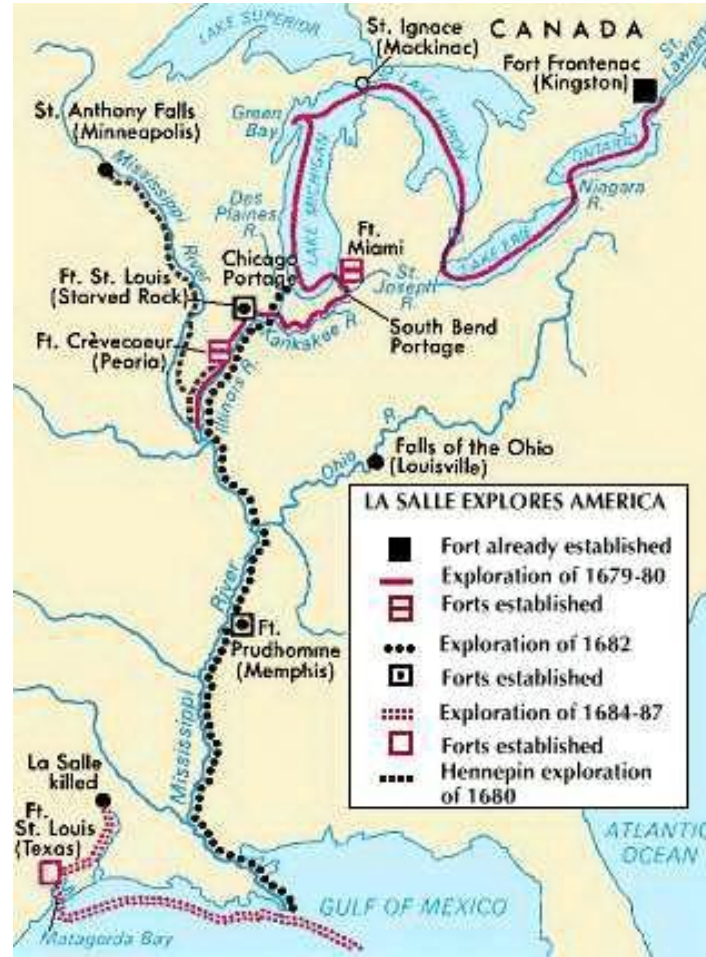 LAKE SUPERIOR
St. Ignace
(Mackinac)
CANADA
Fort Frontenac
(Kingston)
St.
St. Anthony Falls
(Minneapolis)
Green
Bay
LAKE HURON
ONTARIO
Niagara
R.
LAKE ERIE
Mississippi
River
Des
Plaines
R.
LAKE MICHIGAN
Ft.
Miami
Chicago
Portage
St.
Joseph
R.
Ft. St. Louis
(Starved Rock)
Kankakee R.
South Bend
Portage
Ft. Crèvecoeur
(Peoria)
Illinois R.
Ohio R.
Falls of the Ohio
(Louisville)
LA SALLE EXPLORES AMERICA
Fort already established
Exploration of 1679-80
Forts established
Exploration of 1682
Forts established
Exploration of 1684-87
Forts established
Hennepin exploration
of 1680
Mississippi River
Ft.
Prudhomme
(Memphis)
La Salle
killed
Ft.
St. Louis
(Texas)
ATLANTIC
OCEAN
GULF OF MEXICO
Matagorda Bay